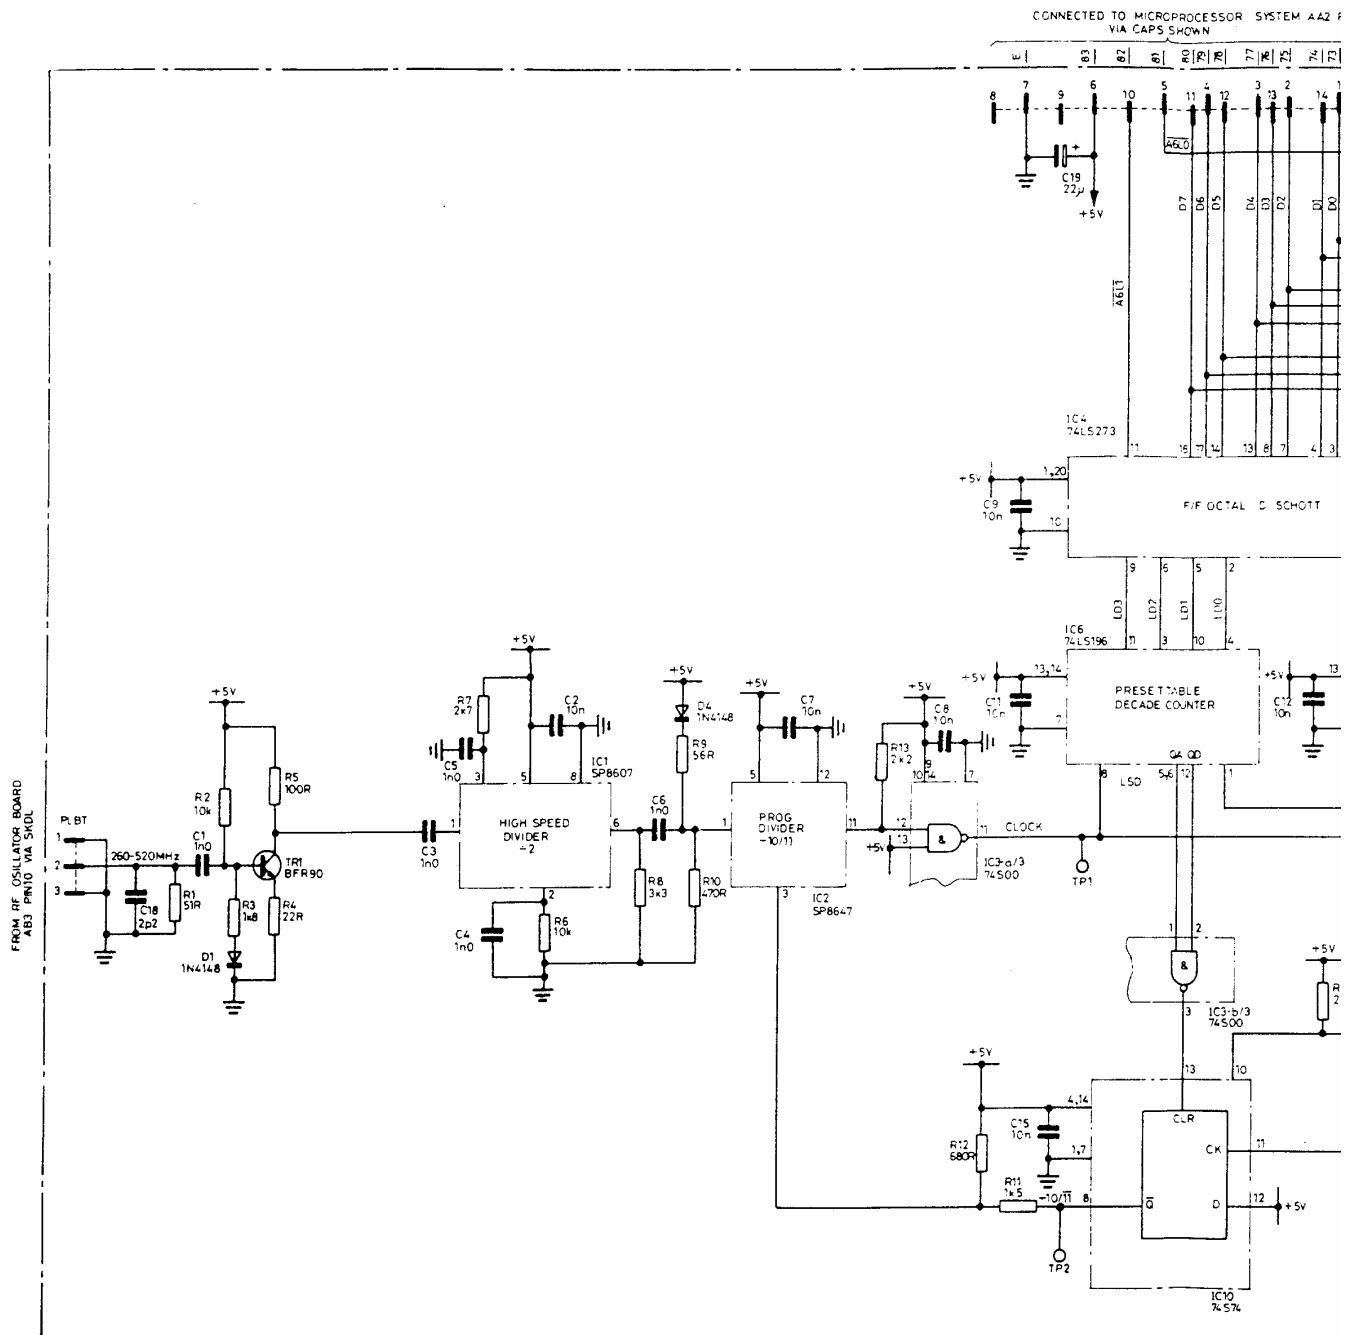 CONNECTED TO MICROPROCESSOR SYSTEM AA2
VIA CAPS SHOWN
E 83 82 81 80 79 78 77 76 75 74 73
8 7 9 6 10 5 11 4 12 3 13 2 14 1
C19
22µ
+5V
A6L0
A6L1
D7 D6 D5 D4 D3 D2 D1 D0
IC4
74LS273
11 18 17 14 13 8 7 4 3
+5V
1,20
C9
10n
10
F/F OCTAL D SCHOTT
9 6 5 2
LD3 LD2 LD1 LD0
IC6
74LS196
11 3 10 4
+5V
13,14
C11
10n
7
PRESETTABLE
DECADE COUNTER
QA QD
8
LSD
5,6 12 1
+5V
13
C12
10n
FROM RF OSILLATOR BOARD
AB3 PIN10 VIA SKDL
PLBT
1
2
3
260-520MHz
C18
2p2
R1
51R
C1
1n0
+5V
R2
10k
R5
100R
TR1
BFR90
R3
1k8
R4
22R
D1
1N4148
C3
1n0
+5V
R7
2k7
C2
10n
C5
1n0
3 5 8
IC1
SP8607
1
HIGH SPEED
DIVIDER
÷2
6
2
C4
1n0
R6
10k
R8
3k3
C6
1n0
+5V
D4
1N4148
R9
56R
R10
470R
+5V
C7
10n
5 12
1
PROG
DIVIDER
÷10/11
11
3
IC2
SP8647
+5V
R13
2k2
C8
10n
9
10 14 7
12
+5V
13
&
11
CLOCK
IC3-a/3
74S00
TP1
1 2
&
3
IC3-b/3
74S00
+5V
R
2
+5V
4,14
C15
10n
1,7
R12
680R
R11
1k5
÷10/11
8
TP2
13 10
CLR
CK
11
Q
D
12
+5V
IC10
74S74